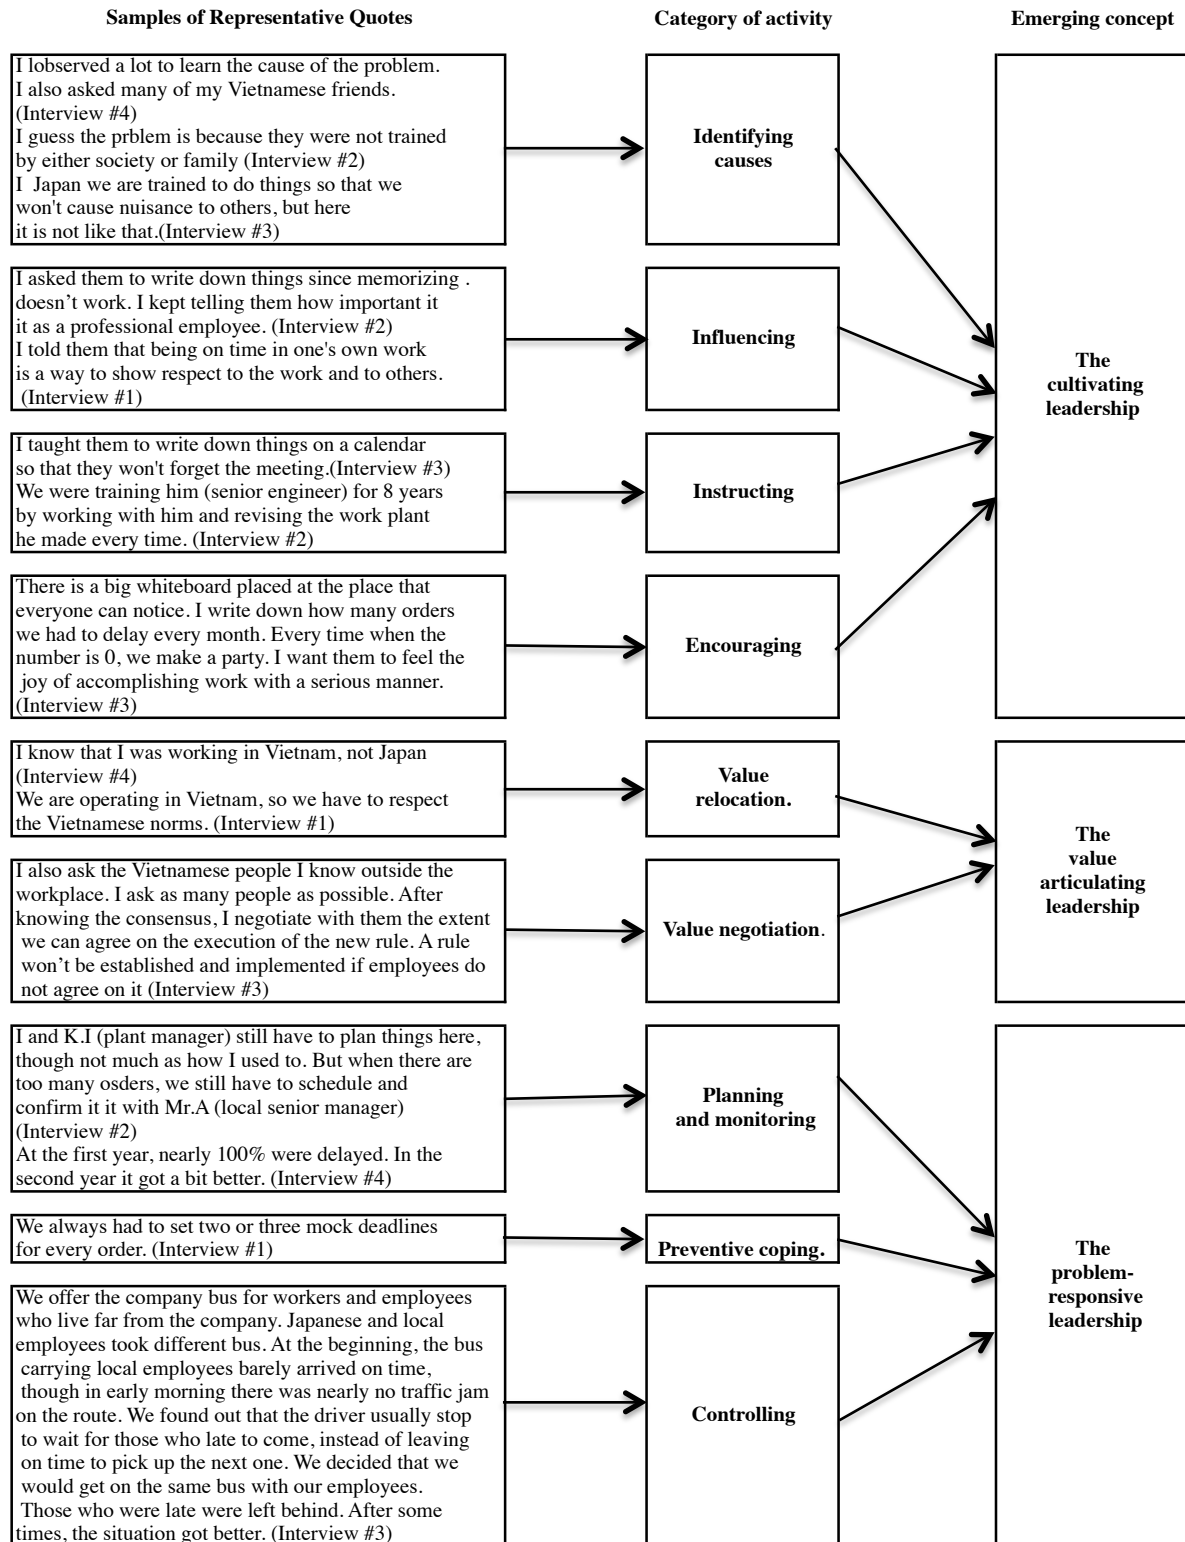 Samples of Representative Quotes
Category of activity
Emerging concept
I lobserved a lot to learn the cause of the problem.
I also asked many of my Vietnamese friends.
(Interview #4)
I guess the prblem is because they were not trained
by either society or family (Interview #2)
I  Japan we are trained to do things so that we
won't cause nuisance to others, but here
it is not like that.(Interview #3)
Identifying
causes
I asked them to write down things since memorizing .
doesn’t work. I kept telling them how important it
it as a professional employee. (Interview #2)
I told them that being on time in one's own work
is a way to show respect to the work and to others.
(Interview #1)
Influencing
I taught them to write down things on a calendar
so that they won't forget the meeting.(Interview #3)
We were training him (senior engineer) for 8 years
by working with him and revising the work plant
he made every time. (Interview #2)
Instructing
There is a big whiteboard placed at the place that
everyone can notice. I write down how many orders
we had to delay every month. Every time when the
number is 0, we make a party. I want them to feel the
joy of accomplishing work with a serious manner.
(Interview #3)
Encouraging
The
cultivating
leadership
I know that I was working in Vietnam, not Japan
(Interview #4)
We are operating in Vietnam, so we have to respect
the Vietnamese norms. (Interview #1)
Value
relocation.
I also ask the Vietnamese people I know outside the
workplace. I ask as many people as possible. After
knowing the consensus, I negotiate with them the extent
we can agree on the execution of the new rule. A rule
won’t be established and implemented if employees do
not agree on it (Interview #3)
Value negotiation.
The
value
articulating
leadership
I and K.I (plant manager) still have to plan things here,
though not much as how I used to. But when there are
too many osders, we still have to schedule and
confirm it it with Mr.A (local senior manager)
(Interview #2)
At the first year, nearly 100% were delayed. In the
second year it got a bit better. (Interview #4)
Planning
and monitoring
We always had to set two or three mock deadlines
for every order. (Interview #1)
Preventive coping.
We offer the company bus for workers and employees
who live far from the company. Japanese and local
employees took different bus. At the beginning, the bus
carrying local employees barely arrived on time,
though in early morning there was nearly no traffic jam
on the route. We found out that the driver usually stop
to wait for those who late to come, instead of leaving
on time to pick up the next one. We decided that we
would get on the same bus with our employees.
Those who were late were left behind. After some
times, the situation got better. (Interview #3)
Controlling
The
problem-
responsive
leadership